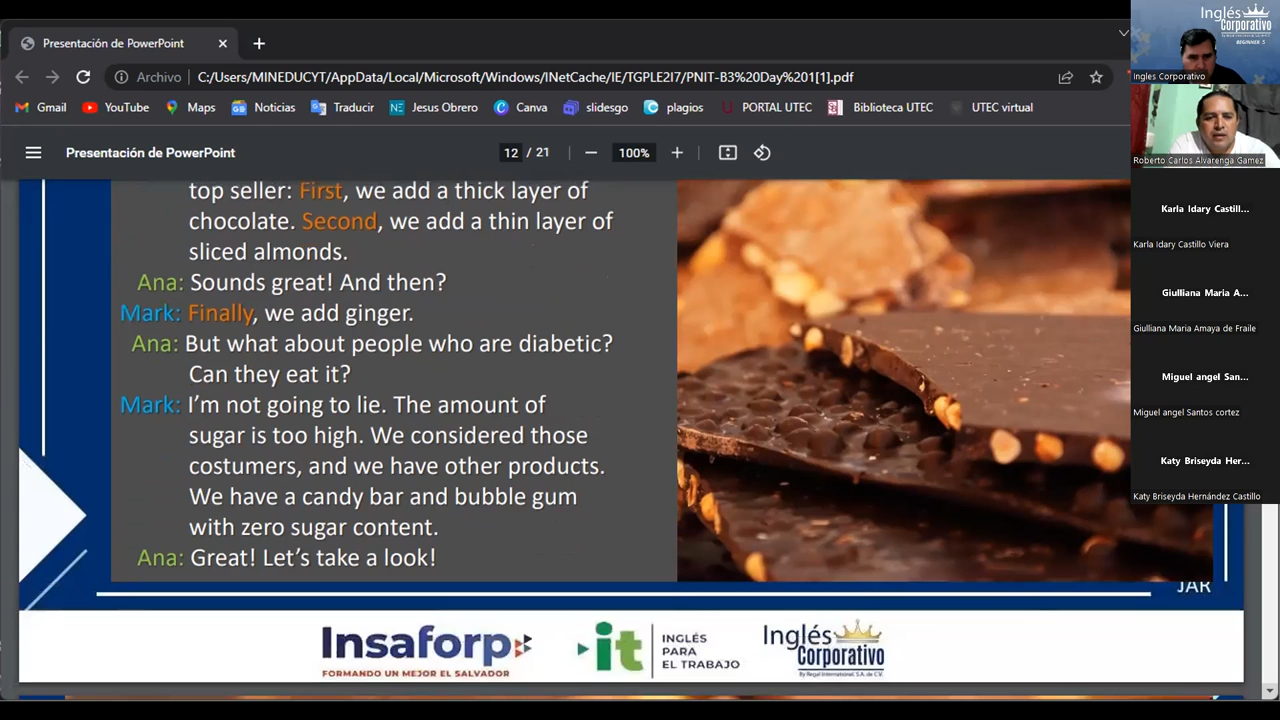 Presentación de PowerPoint
Archivo
C:/Users/MINEDUCYT/AppData/Local/Microsoft/Windows/INetCache/IE/TGPLE2I7/PNIT-B3%20Day%201[1].pdf
Gmail YouTube Maps Noticias Traducir Jesus Obrero Canva slidesgo plagios PORTAL UTEC Biblioteca UTEC UTEC virtual
Presentación de PowerPoint
12 / 21
100%
top seller: First, we add a thick layer of
chocolate. Second, we add a thin layer of
sliced almonds.
Ana: Sounds great! And then?
Mark: Finally, we add ginger.
Ana: But what about people who are diabetic?
Can they eat it?
Mark: I'm not going to lie. The amount of
sugar is too high. We considered those
costumers, and we have other products.
We have a candy bar and bubble gum
with zero sugar content.
Ana: Great! Let's take a look!
JAR
Insaforp
FORMANDO UN MEJOR EL SALVADOR
it
INGLÉS
PARA
EL TRABAJO
Inglés
Corporativo
By Regal International, S.A. de C.V.
Inglés
Corporativo
BEGINNER 5
Ingles Corporativo
Roberto Carlos Alvarenga Gamez
Karla Idary Castill...
Karla Idary Castillo Viera
Giulliana Maria A...
Giulliana Maria Amaya de Fraile
Miguel angel San...
Miguel angel Santos cortez
Katy Briseyda Her...
Katy Briseyda Hernández Castillo